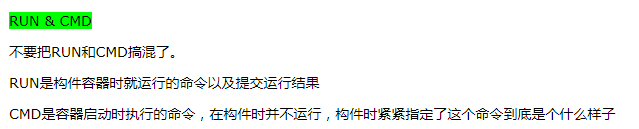 RUN & CMD
不要把RUN和CMD搞混了。
RUN是构件容器时就运行的命令以及提交运行结果
CMD是容器启动时执行的命令，在构件时并不运行，构件时紧紧指定了这个命令到底是个什么样子